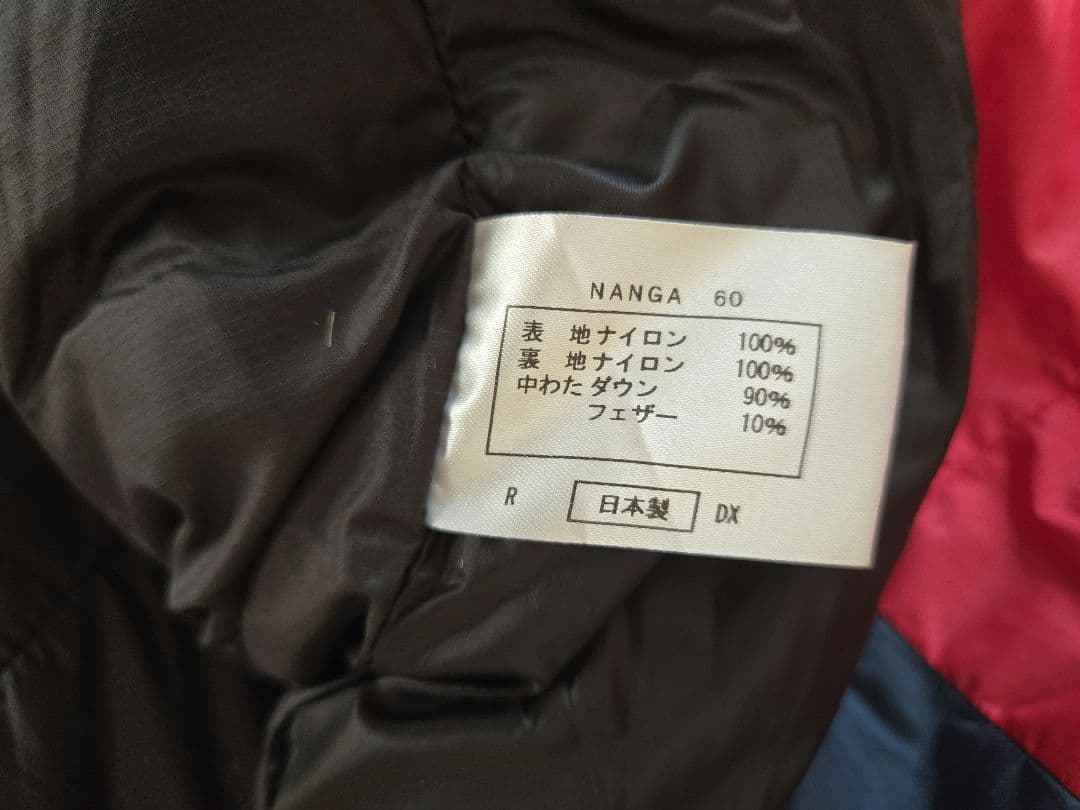 NANGA 60
表 地 ナイロン 100%
裏 地 ナイロン 100%
中わた ダウン 90%
フェザー 10%
R 日本製 DX